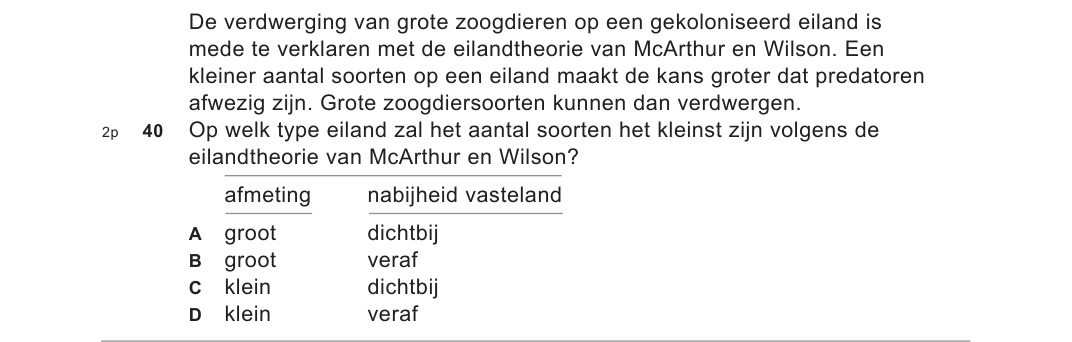 De verdwerging van grote zoogdieren op een gekoloniseerd eiland is
mede te verklaren met de eilandtheorie van McArthur en Wilson. Een
kleiner aantal soorten op een eiland maakt de kans groter dat predatoren
afwezig zijn. Grote zoogdiersoorten kunnen dan verdwergen.
2p 40 Op welk type eiland zal het aantal soorten het kleinst zijn volgens de
eilandtheorie van McArthur en Wilson?
afmeting nabijheid vasteland
A groot dichtbij
B groot veraf
C klein dichtbij
D klein veraf